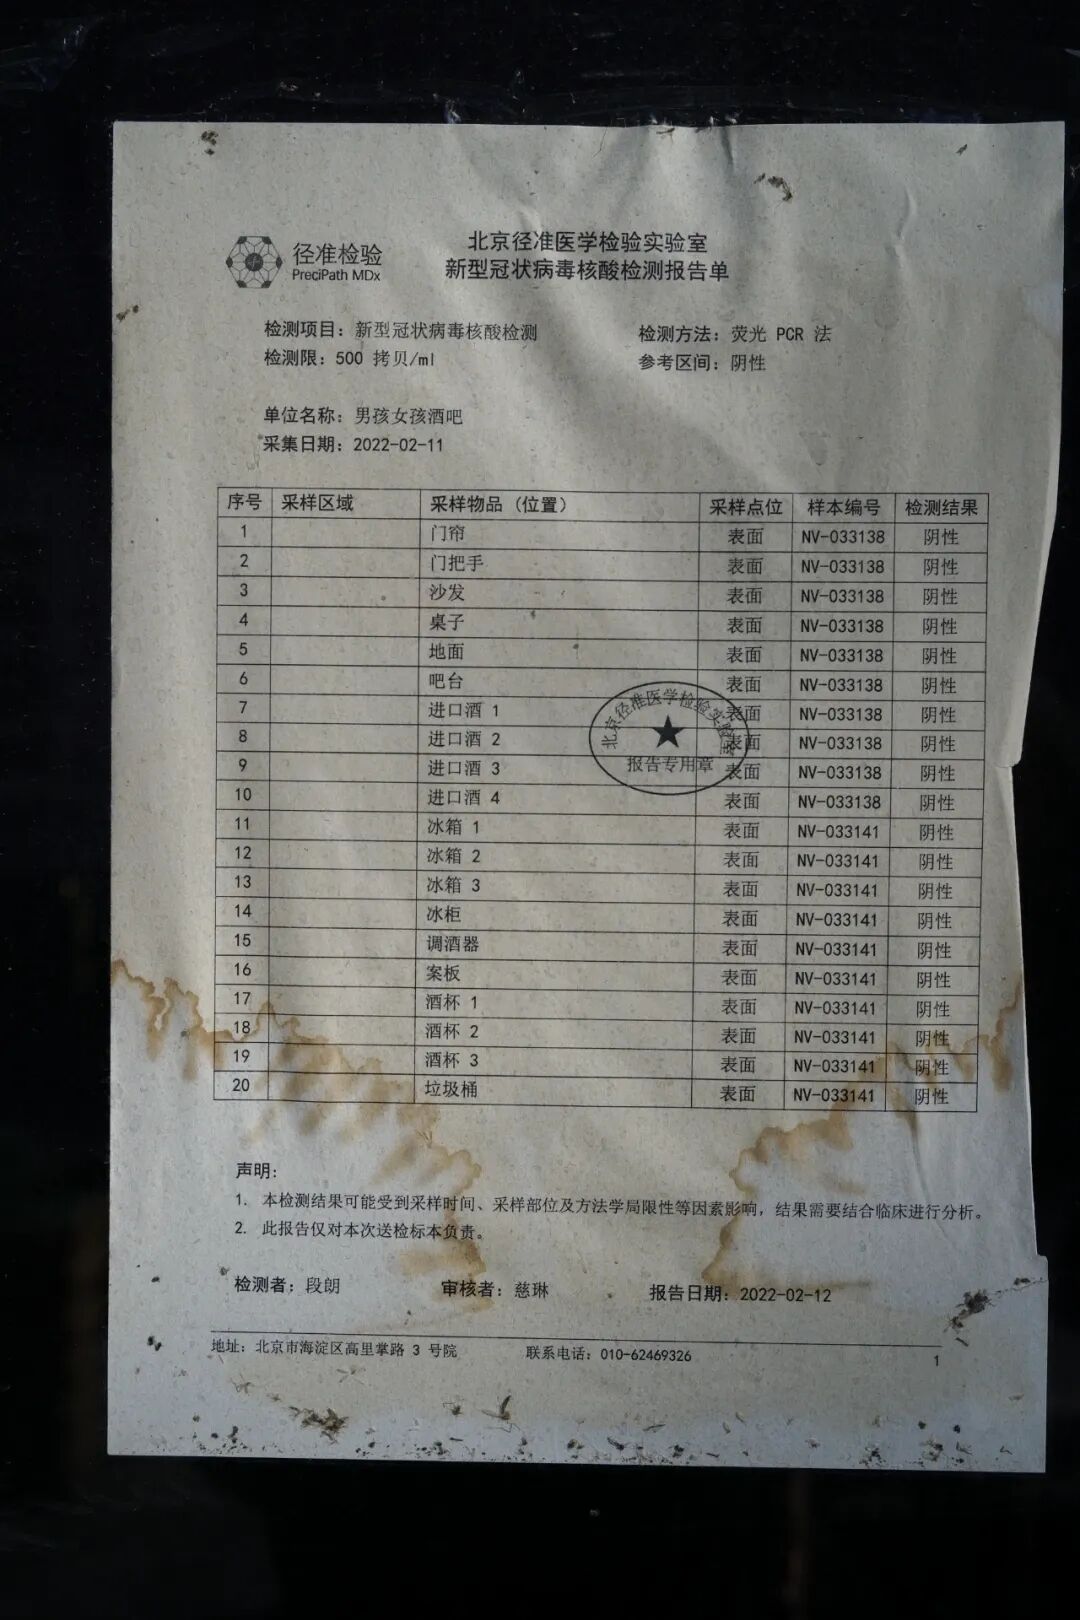 径准检验
PreciPath MDx
北京径准医学检验实验室
新型冠状病毒核酸检测报告单
检测项目：新型冠状病毒核酸检测 检测方法：荧光 PCR 法
检测限：500 拷贝/ml 参考区间：阴性
单位名称：男孩女孩酒吧
采集日期：2022-02-11
序号 采样区域 采样物品（位置） 采样点位 样本编号 检测结果
1 门帘 表面 NV-033138 阴性
2 门把手 表面 NV-033138 阴性
3 沙发 表面 NV-033138 阴性
4 桌子 表面 NV-033138 阴性
5 地面 表面 NV-033138 阴性
6 吧台 表面 NV-033138 阴性
7 进口酒 1 表面 NV-033138 阴性
8 进口酒 2 表面 NV-033138 阴性
9 进口酒 3 表面 NV-033138 阴性
10 进口酒 4 表面 NV-033138 阴性
11 冰箱 1 表面 NV-033141 阴性
12 冰箱 2 表面 NV-033141 阴性
13 冰箱 3 表面 NV-033141 阴性
14 冰柜 表面 NV-033141 阴性
15 调酒器 表面 NV-033141 阴性
16 案板 表面 NV-033141 阴性
17 酒杯 1 表面 NV-033141 阴性
18 酒杯 2 表面 NV-033141 阴性
19 酒杯 3 表面 NV-033141 阴性
20 垃圾桶 表面 NV-033141 阴性
北京径准医学检验实验室
报告专用章
声明：
1. 本检测结果可能受到采样时间、采样部位及方法学局限性等因素影响，结果需要结合临床进行分析。
2. 此报告仅对本次送检标本负责。
检测者：段朗 审核者：慈琳 报告日期：2022-02-12
地址：北京市海淀区高里掌路 3 号院 联系电话：010-62469326 1